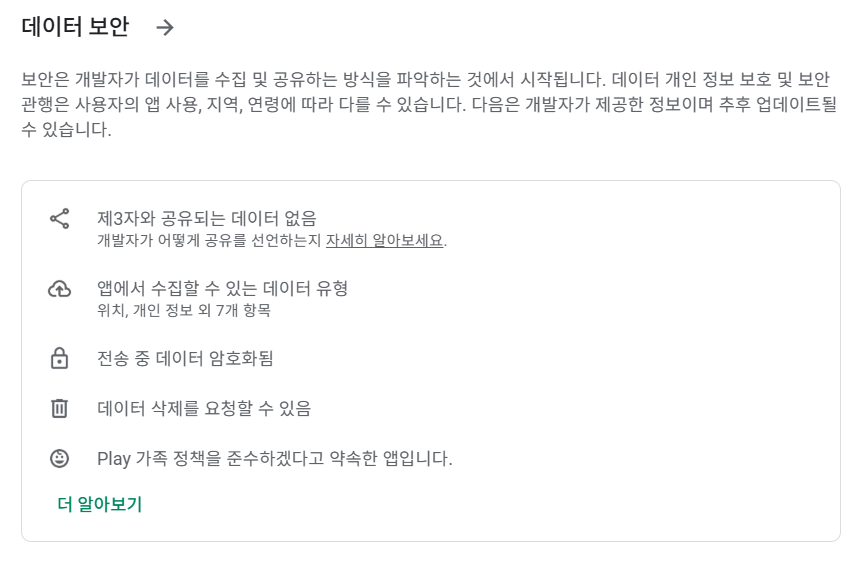 데이터 보안 →
보안은 개발자가 데이터를 수집 및 공유하는 방식을 파악하는 것에서 시작됩니다. 데이터 개인 정보 보호 및 보안
관행은 사용자의 앱 사용, 지역, 연령에 따라 다를 수 있습니다. 다음은 개발자가 제공한 정보이며 추후 업데이트될
수 있습니다.
제3자와 공유되는 데이터 없음
개발자가 어떻게 공유를 선언하는지 자세히 알아보세요.
앱에서 수집할 수 있는 데이터 유형
위치, 개인 정보 외 7개 항목
전송 중 데이터 암호화됨
데이터 삭제를 요청할 수 있음
Play 가족 정책을 준수하겠다고 약속한 앱입니다.
더 알아보기